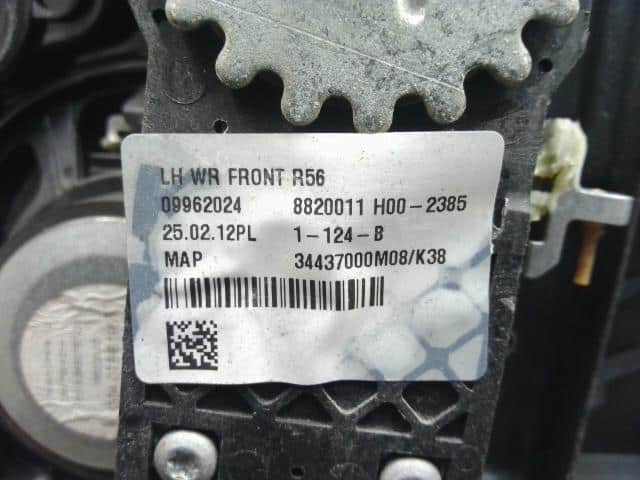 LH WR FRONT R56
09962024 8820011 H00-2385
25.02.12PL 1-124-B
MAP 34437000M08/K38